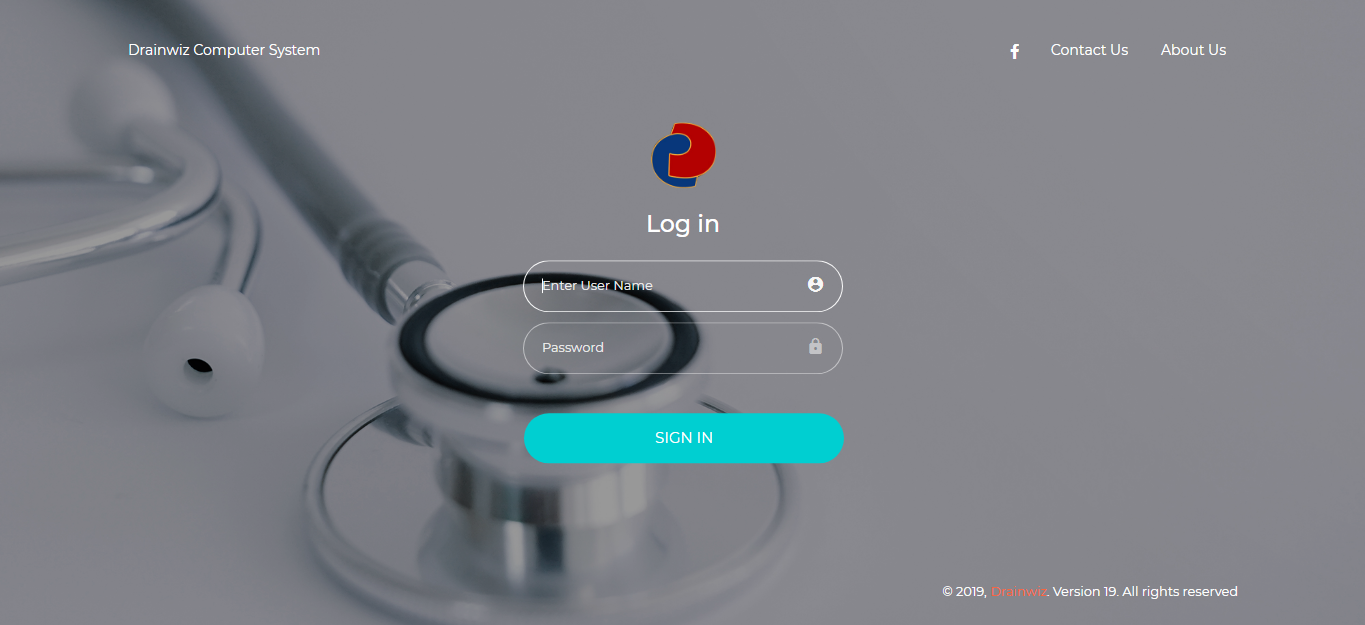 Drainwiz Computer System
Contact Us
About Us
Log in
Enter User Name
Password
SIGN IN
© 2019, Drainwiz. Version 19. All rights reserved